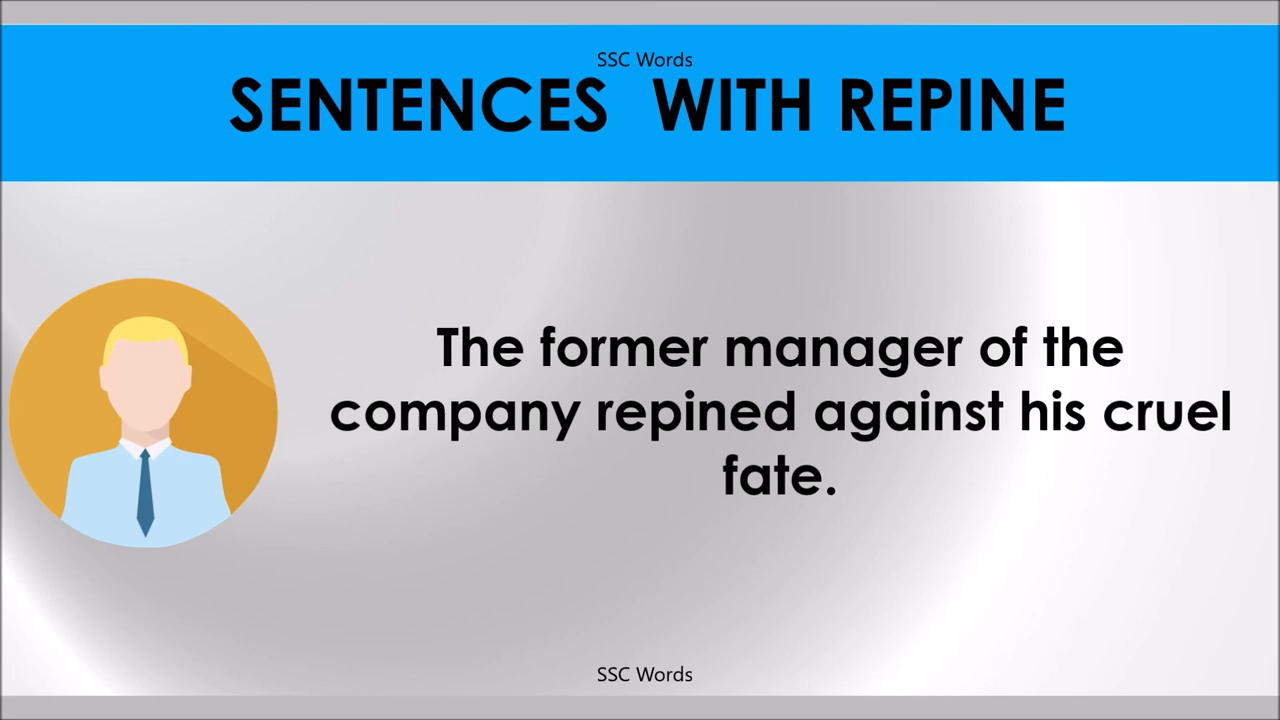 SSC Words
SENTENCES WITH REPINE
The former manager of the
company repined against his cruel
fate.
SSC Words